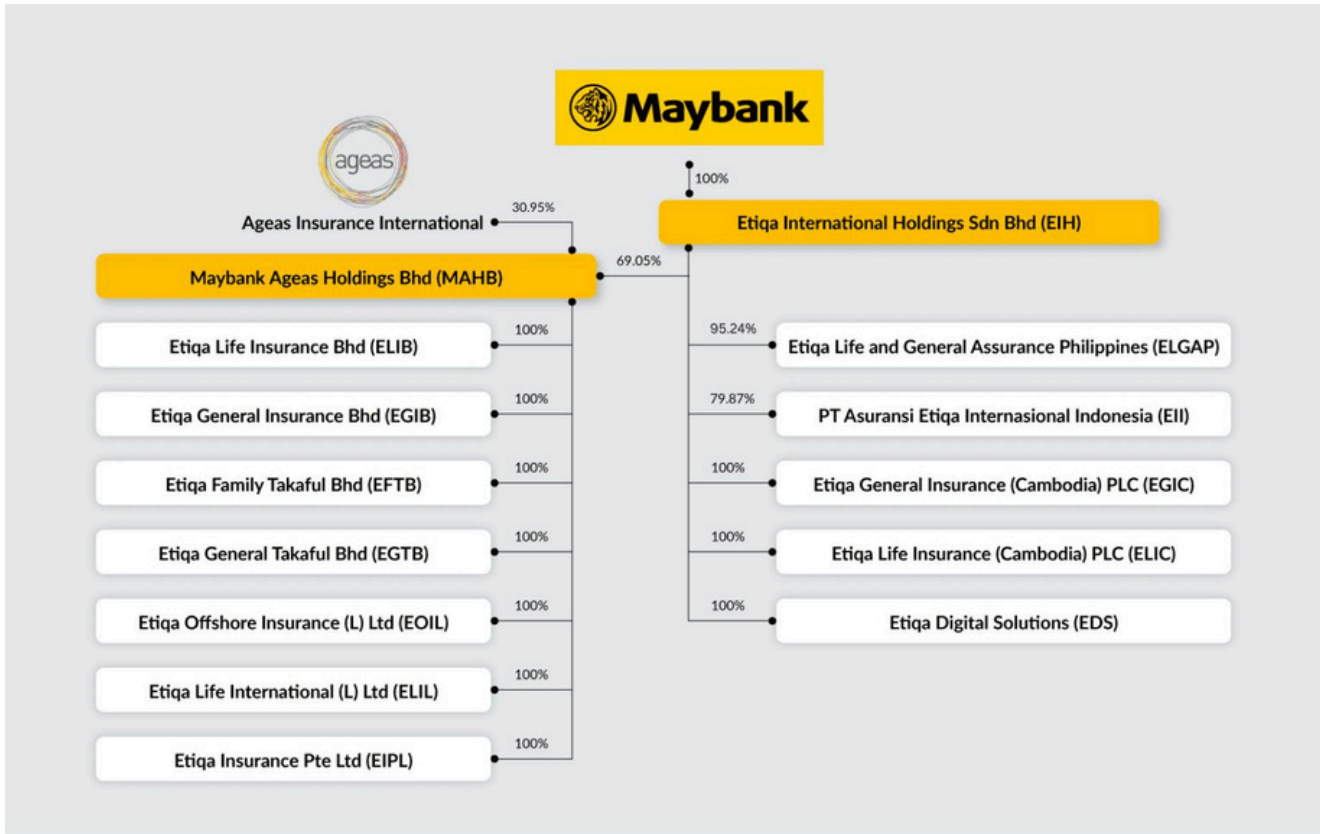 Maybank
ageas
100%
Ageas Insurance International
30.95%
Etiqa International Holdings Sdn Bhd (EIH)
Maybank Ageas Holdings Bhd (MAHB)
69.05%
100%
Etiqa Life Insurance Bhd (ELIB)
100%
Etiqa General Insurance Bhd (EGIB)
100%
Etiqa Family Takaful Bhd (EFTB)
100%
Etiqa General Takaful Bhd (EGTB)
100%
Etiqa Offshore Insurance (L) Ltd (EOIL)
100%
Etiqa Life International (L) Ltd (ELIL)
100%
Etiqa Insurance Pte Ltd (EIPL)
95.24%
Etiqa Life and General Assurance Philippines (ELGAP)
79.87%
PT Asuransi Etiqa Internasional Indonesia (EII)
100%
Etiqa General Insurance (Cambodia) PLC (EGIC)
100%
Etiqa Life Insurance (Cambodia) PLC (ELIC)
100%
Etiqa Digital Solutions (EDS)